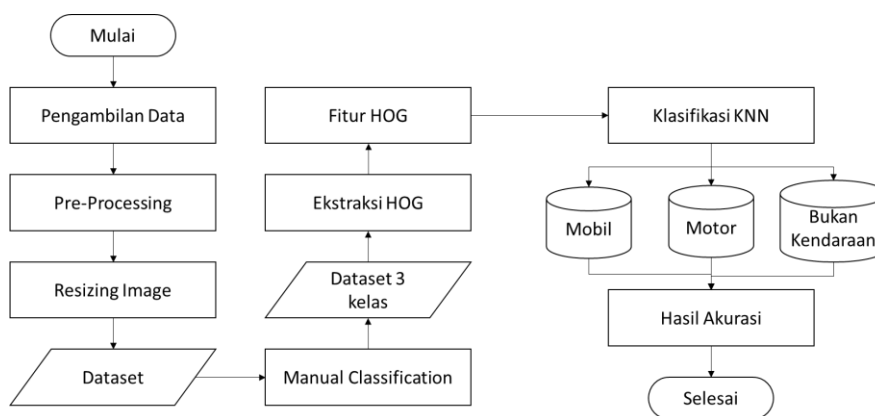 Mulai
Pengambilan Data
Pre-Processing
Resizing Image
Dataset
Manual Classification
Dataset 3
kelas
Ekstraksi HOG
Fitur HOG
Klasifikasi KNN
Mobil
Motor
Bukan
Kendaraan
Hasil Akurasi
Selesai